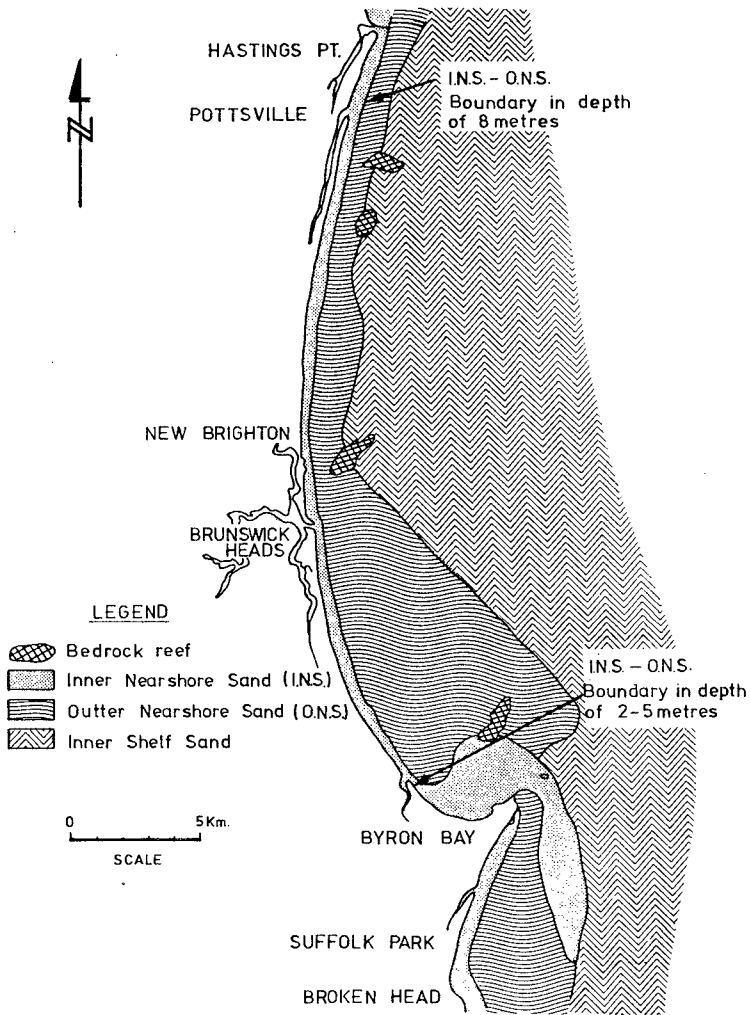 HASTINGS PT.
I.N.S. - O.N.S.
Boundary in depth
of 8 metres
POTTSVILLE
N
NEW BRIGHTON
BRUNSWICK
HEADS
LEGEND
Bedrock reef
Inner Nearshore Sand (I.N.S.)
Outter Nearshore Sand (O.N.S.)
Inner Shelf Sand
I.N.S. - O.N.S.
Boundary in depth
of 2-5 metres
0 5Km.
SCALE
BYRON BAY
SUFFOLK PARK
BROKEN HEAD